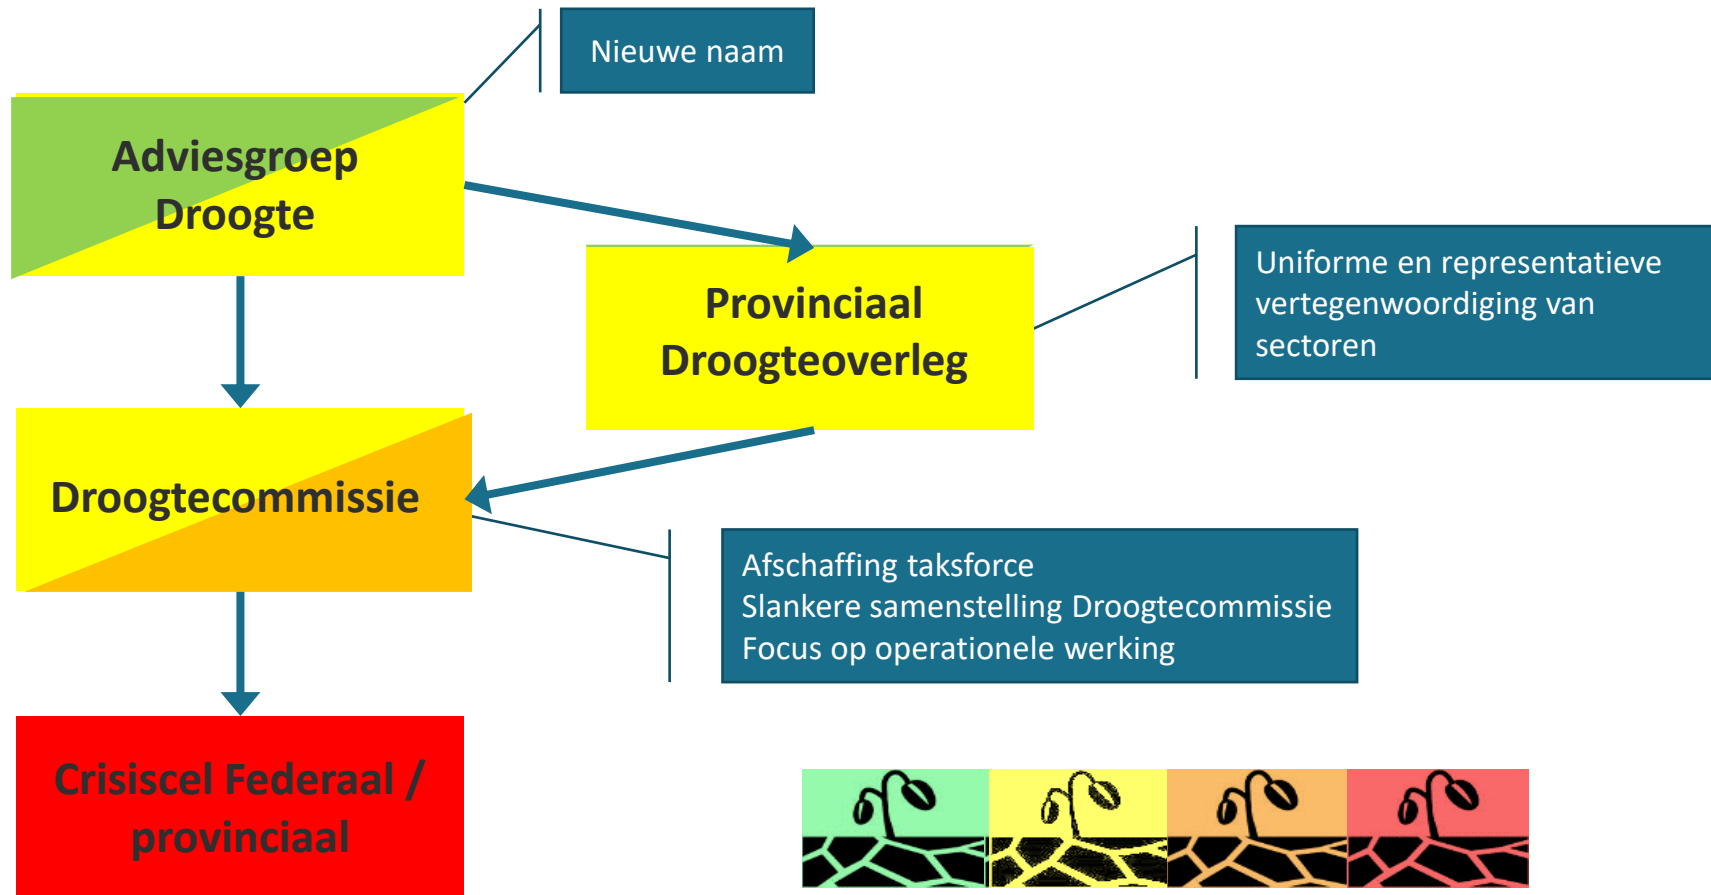 Nieuwe naam
Adviesgroep
Droogte
Provinciaal
Droogteoverleg
Uniforme en representatieve
vertegenwoordiging van
sectoren
Droogtecommissie
Afschaffing taksforce
Slankere samenstelling Droogtecommissie
Focus op operationele werking
Crisiscel Federaal /
provinciaal